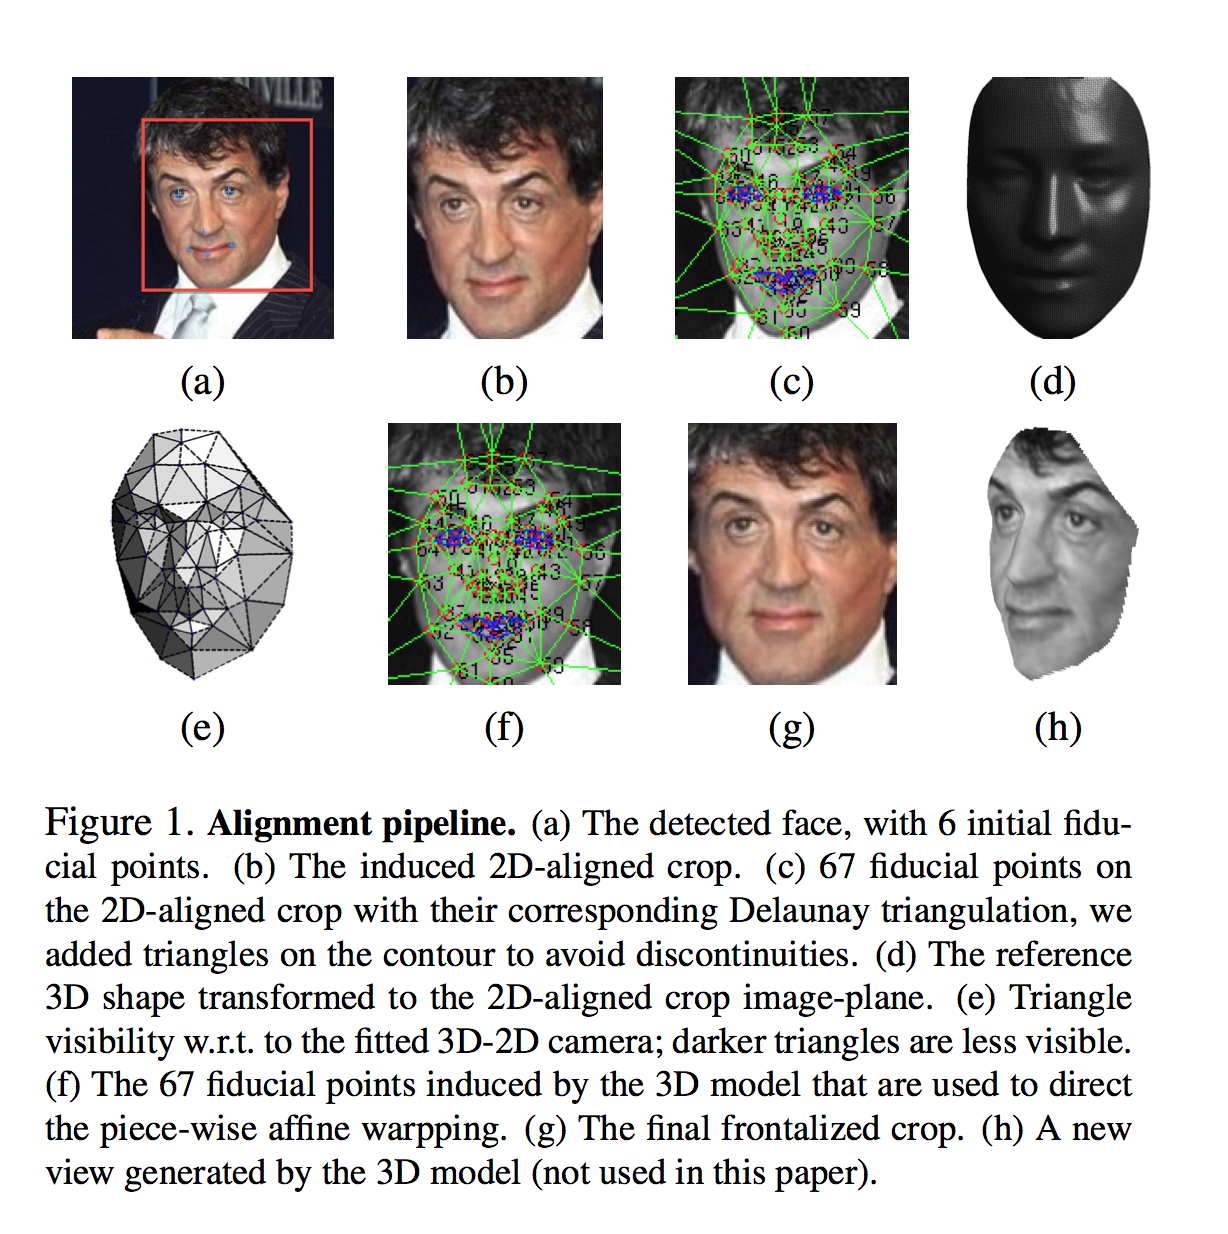 VILLE
(a)
(b)
(c)
(d)
(e)
(f)
(g)
(h)
Figure 1. Alignment pipeline. (a) The detected face, with 6 initial fidu-
cial points. (b) The induced 2D-aligned crop. (c) 67 fiducial points on
the 2D-aligned crop with their corresponding Delaunay triangulation, we
added triangles on the contour to avoid discontinuities. (d) The reference
3D shape transformed to the 2D-aligned crop image-plane. (e) Triangle
visibility w.r.t. to the fitted 3D-2D camera; darker triangles are less visible.
(f) The 67 fiducial points induced by the 3D model that are used to direct
the piece-wise affine warpping. (g) The final frontalized crop. (h) A new
view generated by the 3D model (not used in this paper).